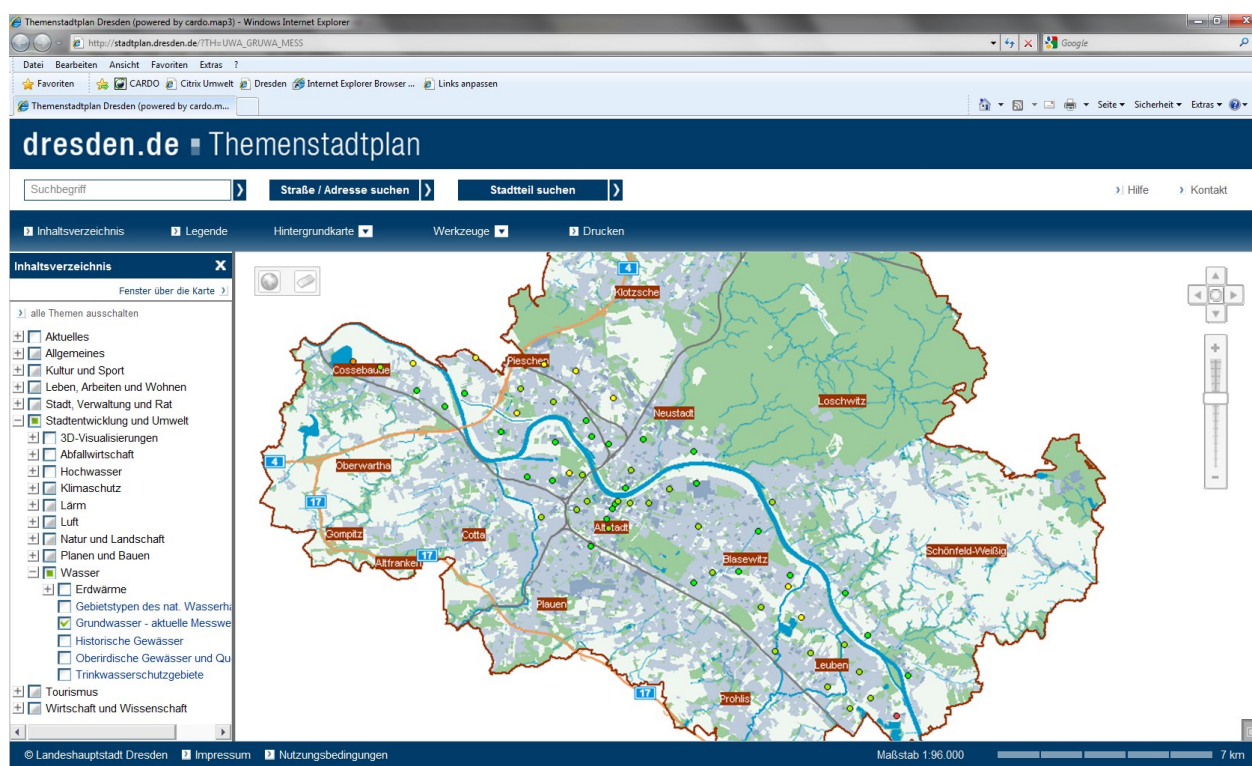 Themenstadtplan Dresden (powered by cardo.map3) - Windows Internet Explorer
http://stadtplan.dresden.de/?TH=UWA_GRUWA_MESS
Google
Datei Bearbeiten Ansicht Favoriten Extras ?
Favoriten CARDO Citrix Umwelt Dresden Internet Explorer Browser ... Links anpassen
Themenstadtplan Dresden (powered by cardo.m...
Seite Sicherheit Extras
dresden.de Themenstadtplan
Suchbegriff
Straße / Adresse suchen
Stadtteil suchen
Hilfe
Kontakt
Inhaltsverzeichnis
Legende
Hintergrundkarte
Werkzeuge
Drucken
Inhaltsverzeichnis X
Fenster über die Karte
alle Themen ausschalten
Aktuelles
Allgemeines
Kultur und Sport
Leben, Arbeiten und Wohnen
Stadt, Verwaltung und Rat
Stadtentwicklung und Umwelt
3D-Visualisierungen
Abfallwirtschaft
Hochwasser
Klimaschutz
Lärm
Luft
Natur und Landschaft
Planen und Bauen
Wasser
Erdwärme
Gebietstypen des nat. Wasserha
Grundwasser - aktuelle Messwe
Historische Gewässer
Oberirdische Gewässer und Qu
Trinkwasserschutzgebiete
Tourismus
Wirtschaft und Wissenschaft
4
Klotzsche
Pieschen
Cossebaude
Loschwitz
Neustadt
4
Oberwartha
17
Gompitz
Cotta
Altstadt
Schönfeld-Weißig
17
Altfranken
Blasewitz
Plauen
Leuben
17
Prohlis
© Landeshauptstadt Dresden
Impressum
Nutzungsbedingungen
Maßstab 1:96.000
7 km